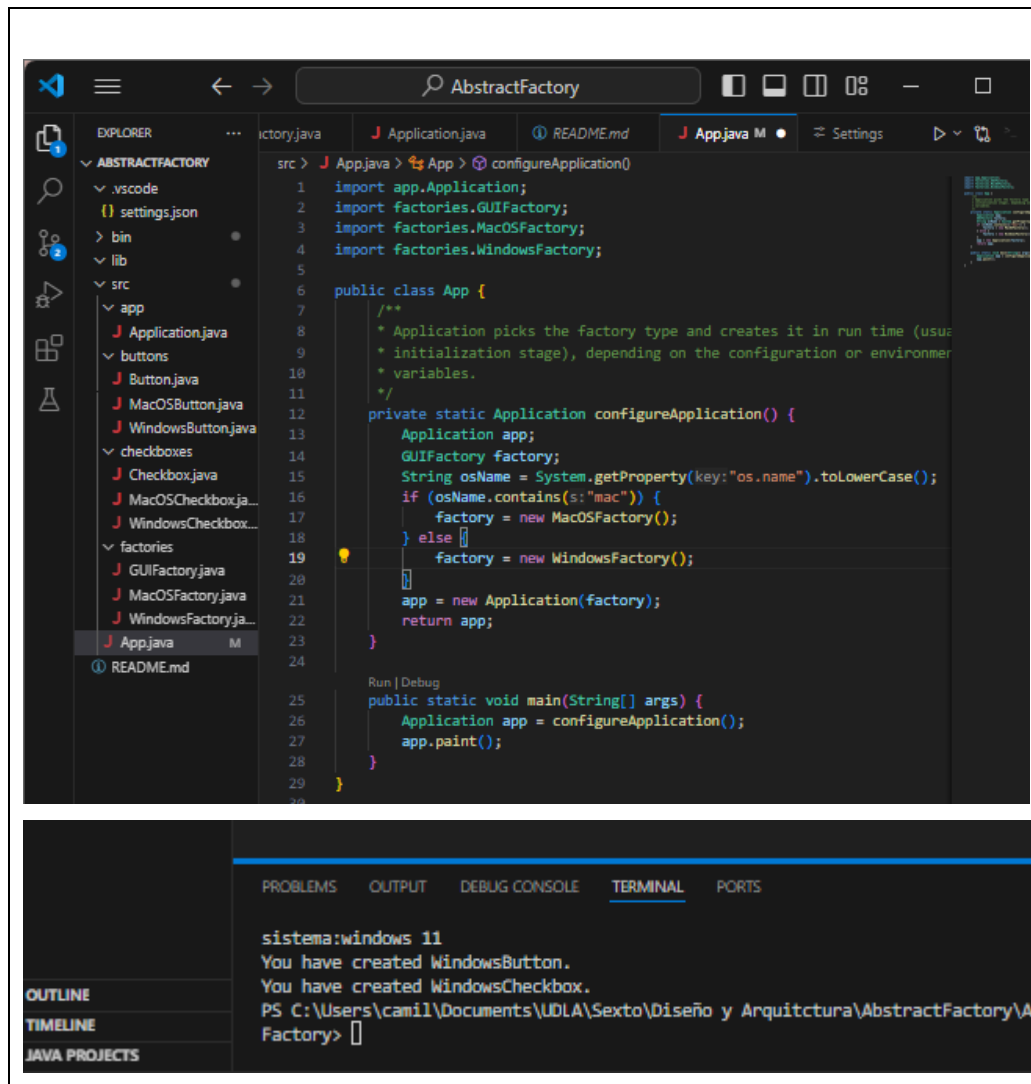 AbstractFactory
EXPLORER ...
ictory.java Application.java README.md App.java M Settings
ABSTRACTFACTORY
src > App.java > App > configureApplication()
.vscode
settings.json
bin
lib
src
app
Application.java
buttons
Button.java
MacOSButton.java
WindowsButton.java
checkboxes
Checkbox.java
MacOSCheckbox.ja...
WindowsCheckbox...
factories
GUIFactory.java
MacOSFactory.java
WindowsFactory.ja...
App.java M
README.md
1 import app.Application;
2 import factories.GUIFactory;
3 import factories.MacOSFactory;
4 import factories.WindowsFactory;
5
6 public class App {
7 /**
8 * Application picks the factory type and creates it in run time (usua
9 * initialization stage), depending on the configuration or environmen
10 * variables.
11 */
12 private static Application configureApplication() {
13 Application app;
14 GUIFactory factory;
15 String osName = System.getProperty(key:"os.name").toLowerCase();
16 if (osName.contains(s:"mac")) {
17 factory = new MacOSFactory();
18 } else {
19 factory = new WindowsFactory();
20 }
21 app = new Application(factory);
22 return app;
23 }
24
Run | Debug
25 public static void main(String[] args) {
26 Application app = configureApplication();
27 app.paint();
28 }
29 }
30
PROBLEMS OUTPUT DEBUG CONSOLE TERMINAL PORTS
sistema:windows 11
You have created WindowsButton.
You have created WindowsCheckbox.
PS C:\Users\camil\Documents\UDLA\Sexto\Diseño y Arquitctura\AbstractFactory\A
Factory>
OUTLINE
TIMELINE
JAVA PROJECTS